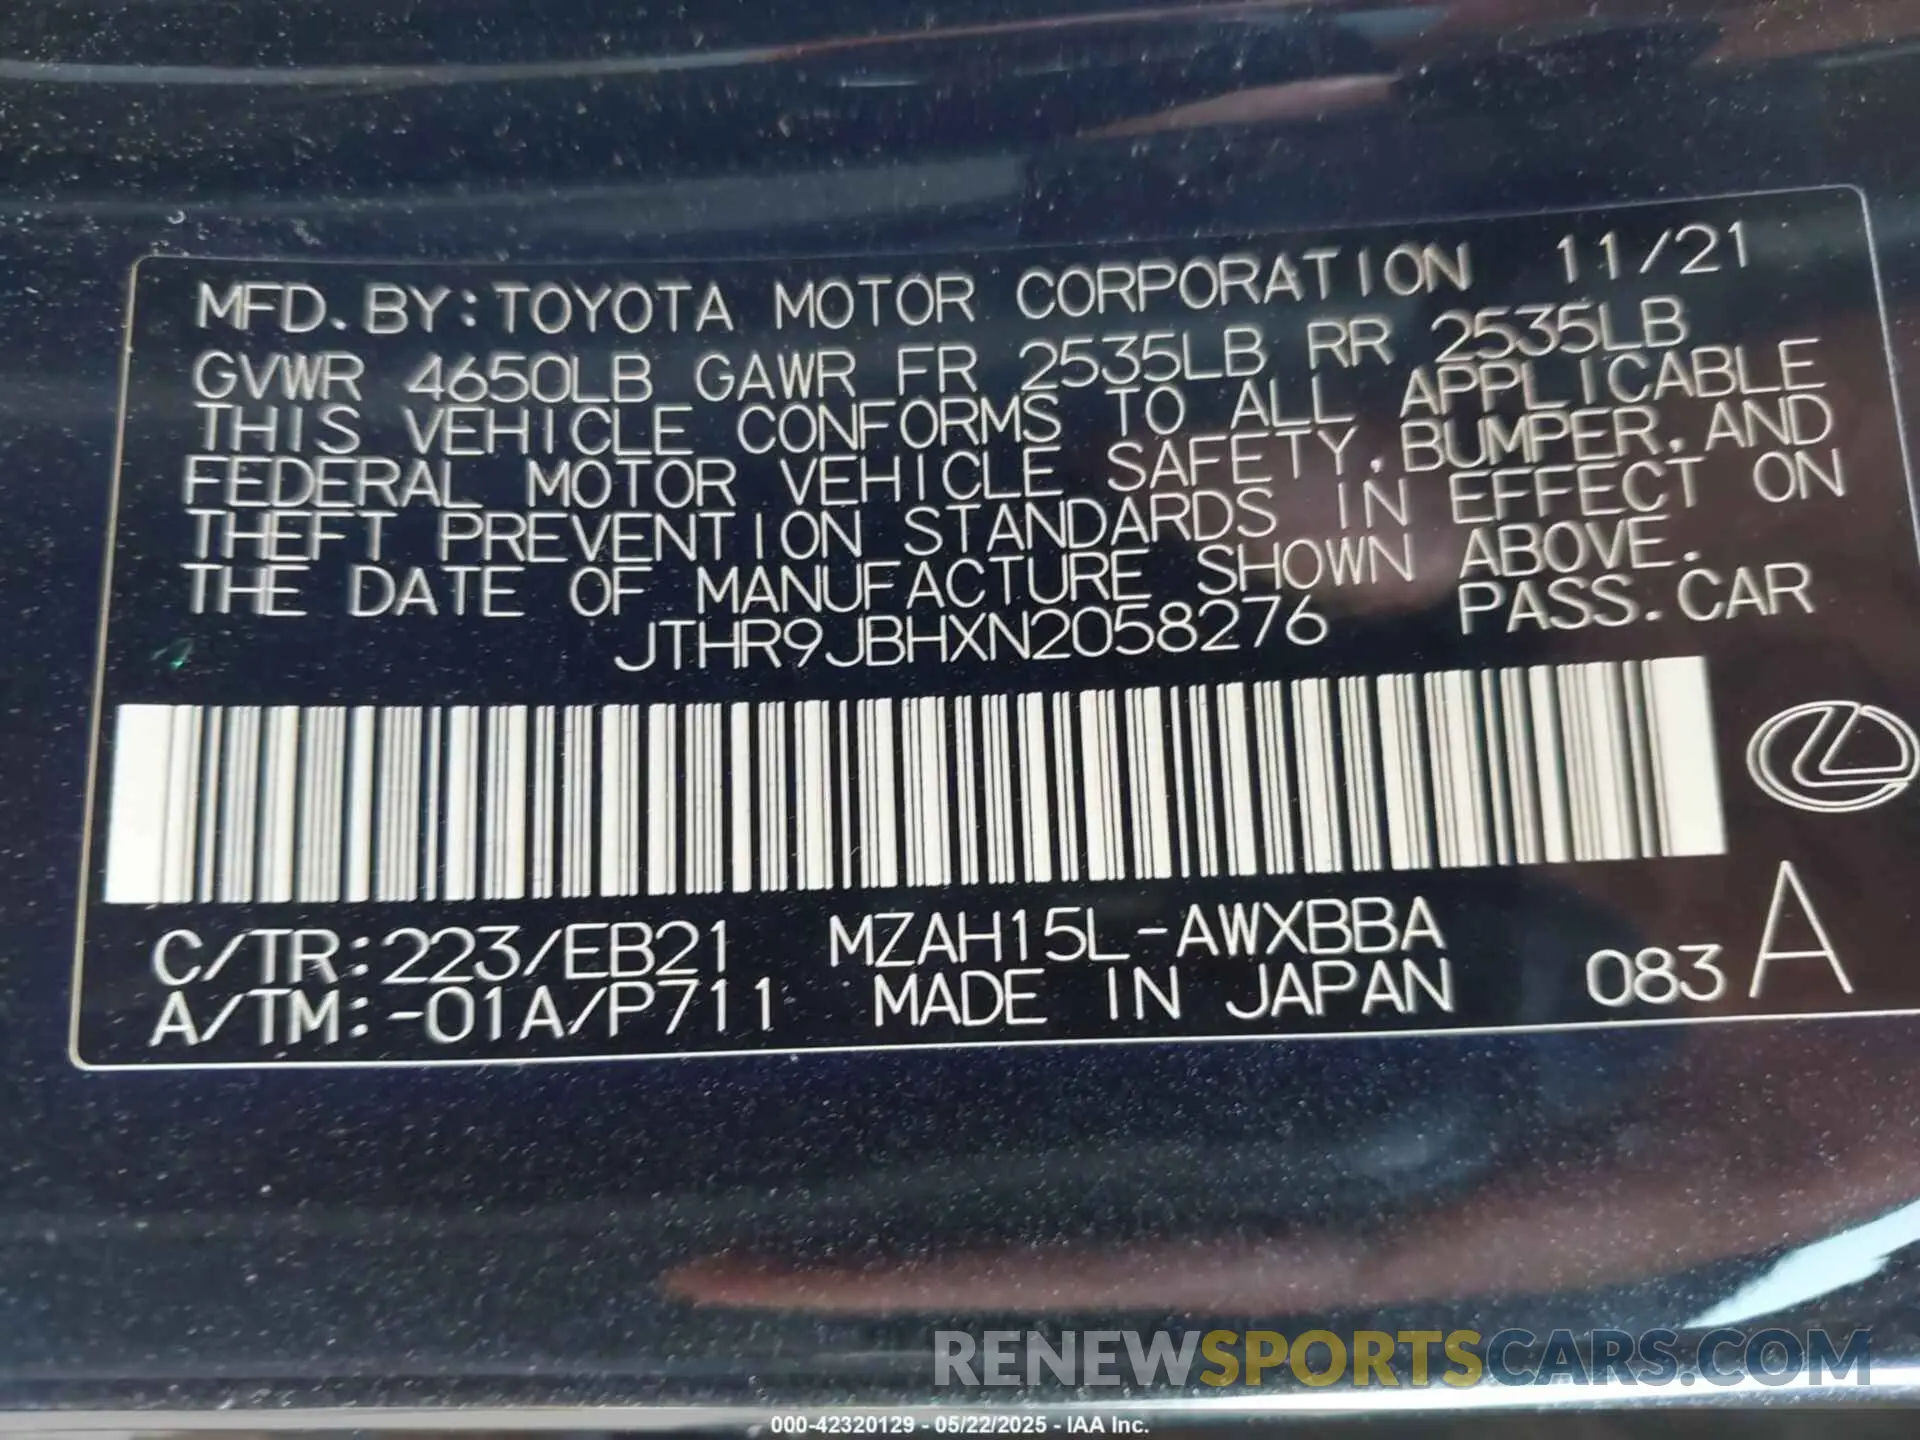 MFD.BY:TOYOTA MOTOR CORPORATION 11/21
GVWR 4650LB GAWR FR 2535LB RR 2535LB
THIS VEHICLE CONFORMS TO ALL APPLICABLE
FEDERAL MOTOR VEHICLE SAFETY,BUMPER,AND
THEFT PREVENTION STANDARDS IN EFFECT ON
THE DATE OF MANUFACTURE SHOWN ABOVE.
JTHR9JBHXN2058276 PASS.CAR
C/TR:223/EB21 MZAH15L-AWXBBA
A/TM:-01A/P711 MADE IN JAPAN 083 A
RENEWSPORTSCARS.COM
000-42320129 - 05/22/2025 - IAA Inc.